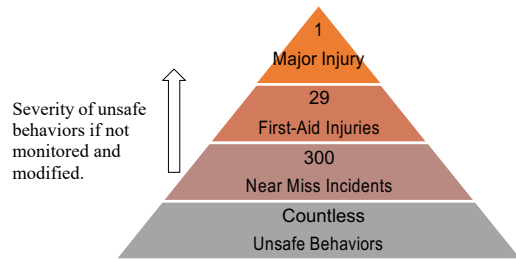 1
Major Injury
29
First-Aid Injuries
300
Near Miss Incidents
Countless
Unsafe Behaviors
Severity of unsafe
behaviors if not
monitored and
modified.